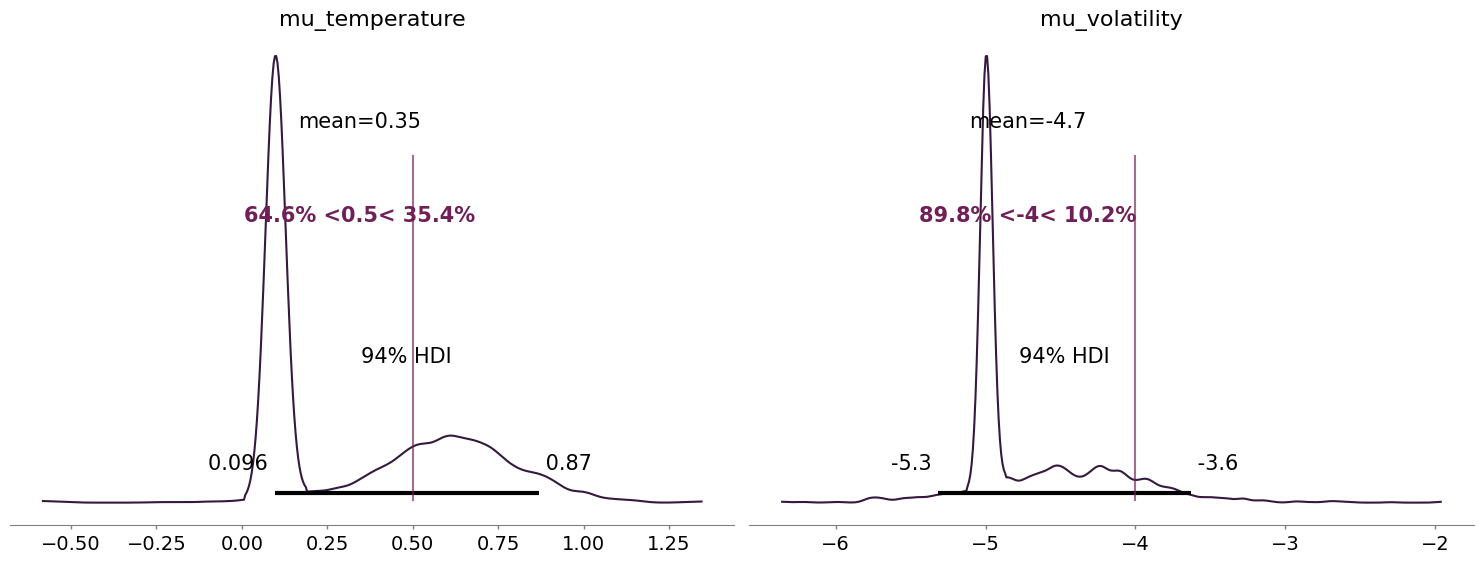 mu_temperature
mean=0.35
64.6% <0.5< 35.4%
94% HDI
0.096
0.87
−0.50 −0.25 0.00 0.25 0.50 0.75 1.00 1.25
mu_volatility
mean=-4.7
89.8% <-4< 10.2%
94% HDI
-5.3
-3.6
−6 −5 −4 −3 −2